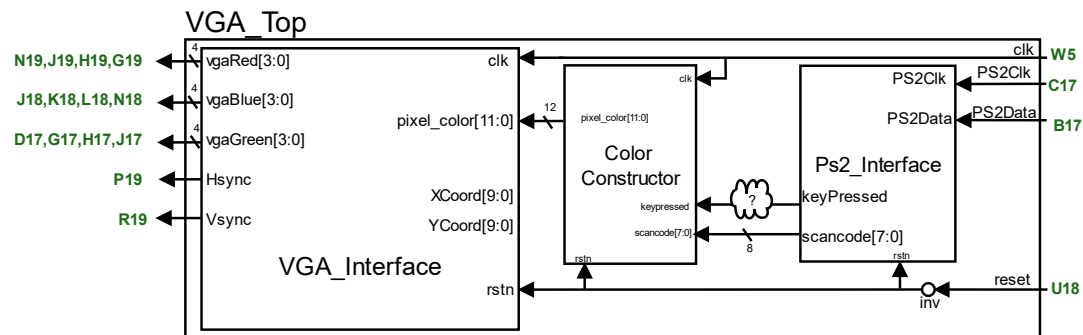 VGA_Top
N19,J19,H19,G19
4
vgaRed[3:0]
clk
clk
W5
J18,K18,L18,N18
4
vgaBlue[3:0]
clk
PS2Clk
PS2Clk
C17
D17,G17,H17,J17
4
vgaGreen[3:0]
pixel_color[11:0]
12
pixel_color[11:0]
PS2Data
PS2Data
B17
P19
Hsync
Color
Constructor
Ps2_Interface
R19
Vsync
XCoord[9:0]
YCoord[9:0]
keypressed
?
keyPressed
scancode[7:0]
8
scancode[7:0]
VGA_Interface
rstn
rstn
rstn
reset
U18
inv